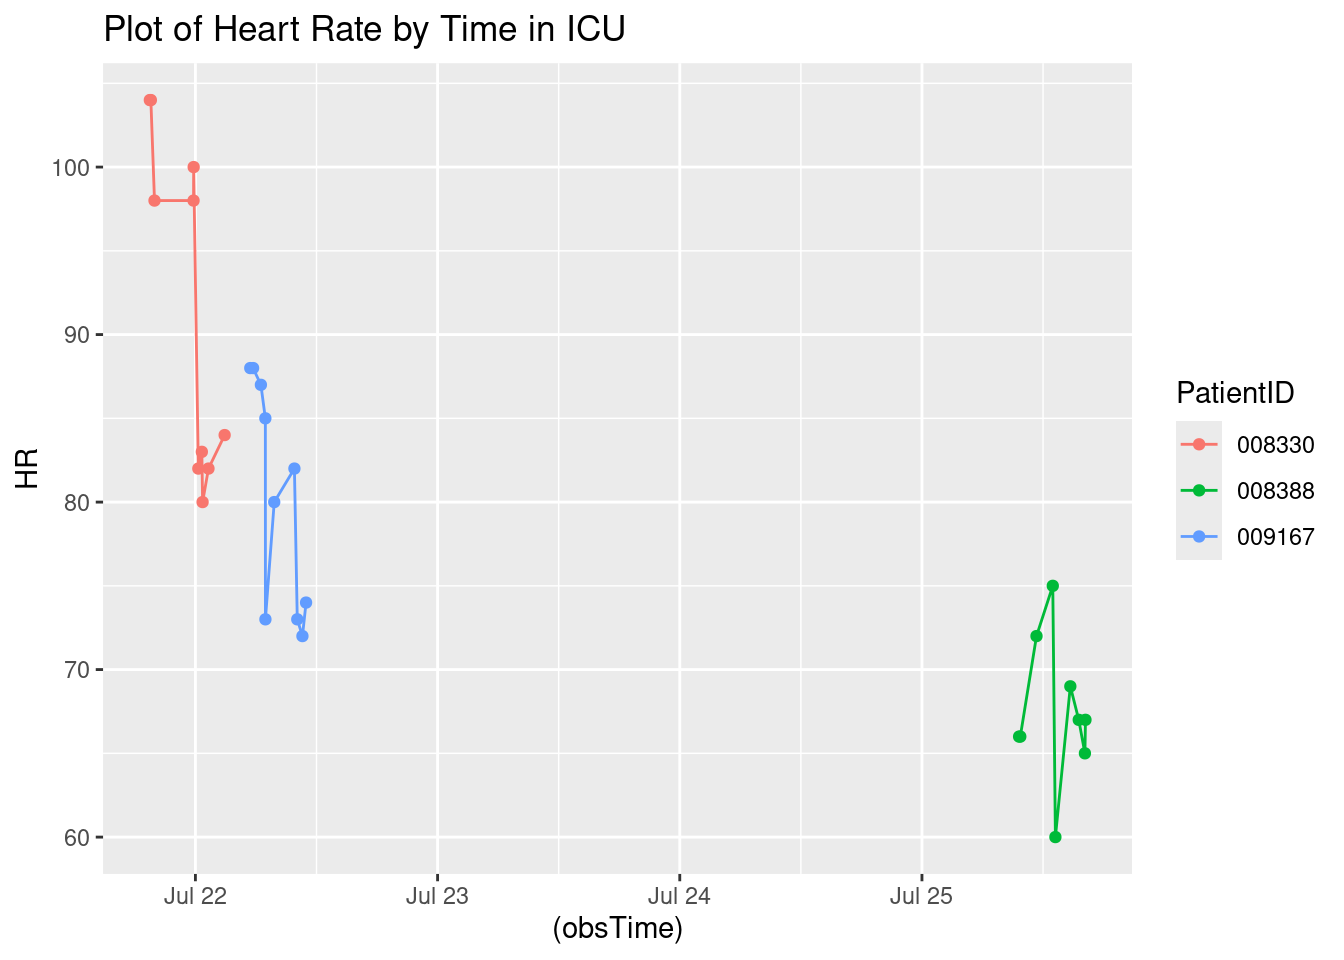 Plot of Heart Rate by Time in ICU
100
90
80
70
60
HR
Jul 22
Jul 23
Jul 24
Jul 25
(obsTime)
PatientID
008330
008388
009167